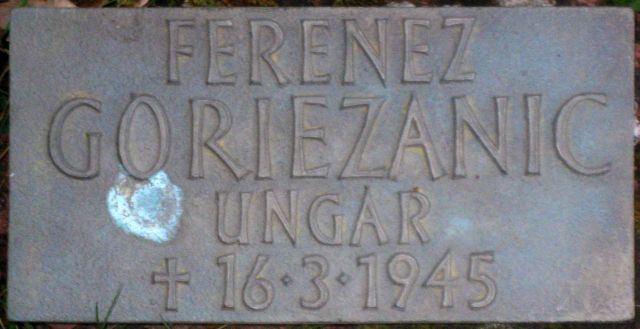 FERENEZ
GORIEZANIC
UNGAR
✝ 16·3·1945